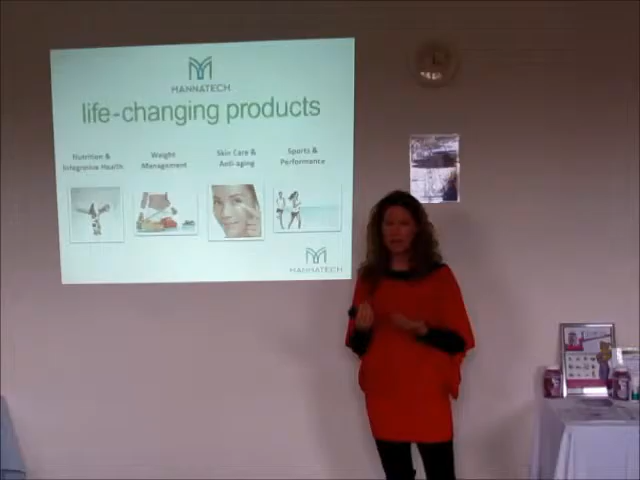 MANNATECH
life-changing products
Nutrition &
Integrative Health
Weight
Management
Skin Care &
Anti-aging
Sports &
Performance
MANNATECH